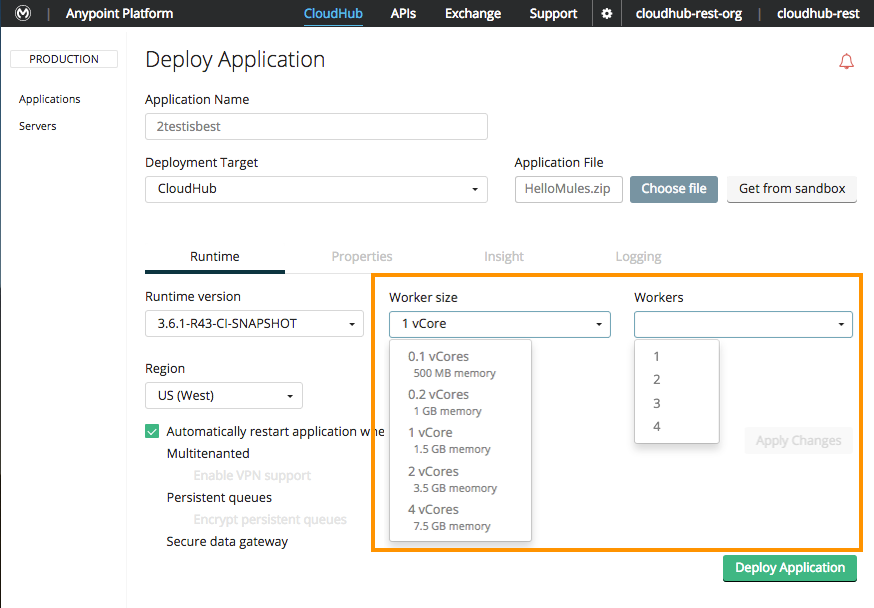 Anypoint Platform CloudHub APIs Exchange Support cloudhub-rest-org cloudhub-rest
PRODUCTION
Applications
Servers
Deploy Application
Application Name
2testisbest
Deployment Target
CloudHub
Application File
HelloMules.zip Choose file Get from sandbox
Runtime Properties Insight Logging
Runtime version
3.6.1-R43-CI-SNAPSHOT
Region
US (West)
Automatically restart application whe
Multitenanted
Enable VPN support
Persistent queues
Encrypt persistent queues
Secure data gateway
Worker size
1 vCore
0.1 vCores
500 MB memory
0.2 vCores
1 GB memory
1 vCore
1.5 GB memory
2 vCores
3.5 GB meomory
4 vCores
7.5 GB memory
Workers
1
2
3
4
Apply Changes
Deploy Application